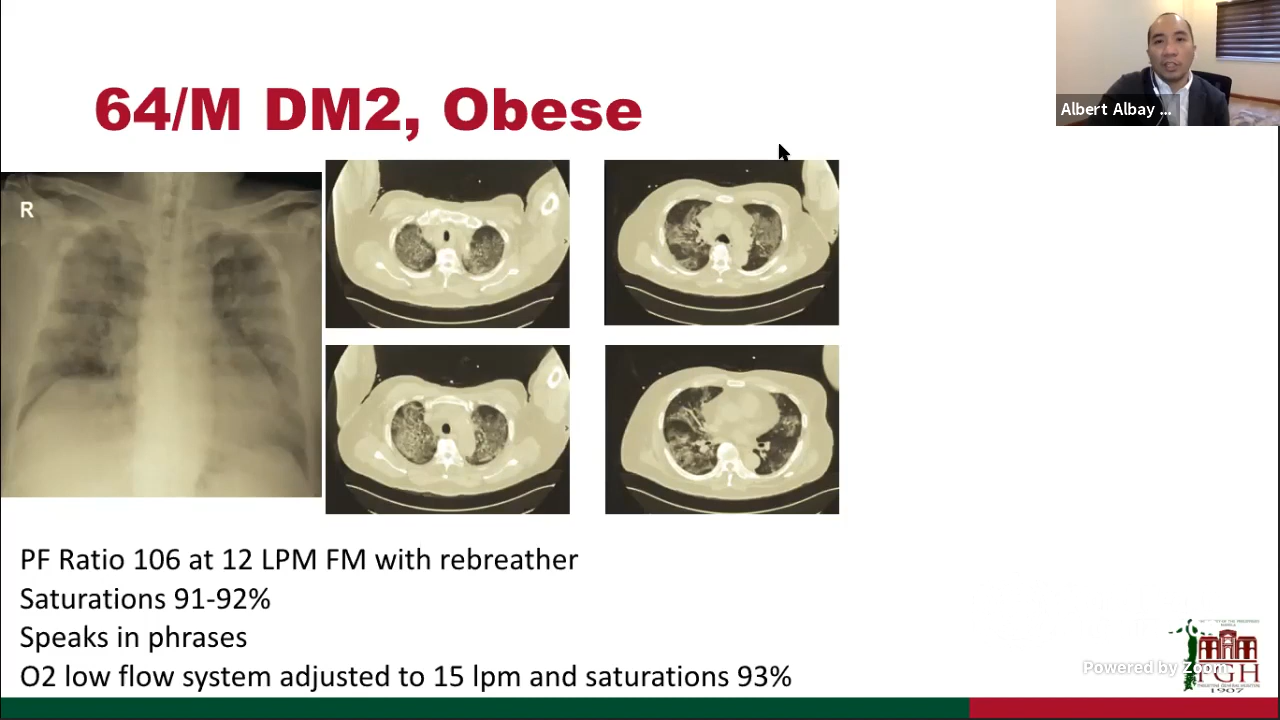 Albert Albay ...
64/M DM2, Obese
R
PF Ratio 106 at 12 LPM FM with rebreather
Saturations 91-92%
Speaks in phrases
O2 low flow system adjusted to 15 lpm and saturations 93%
Powered by Zoom
PGH
1907